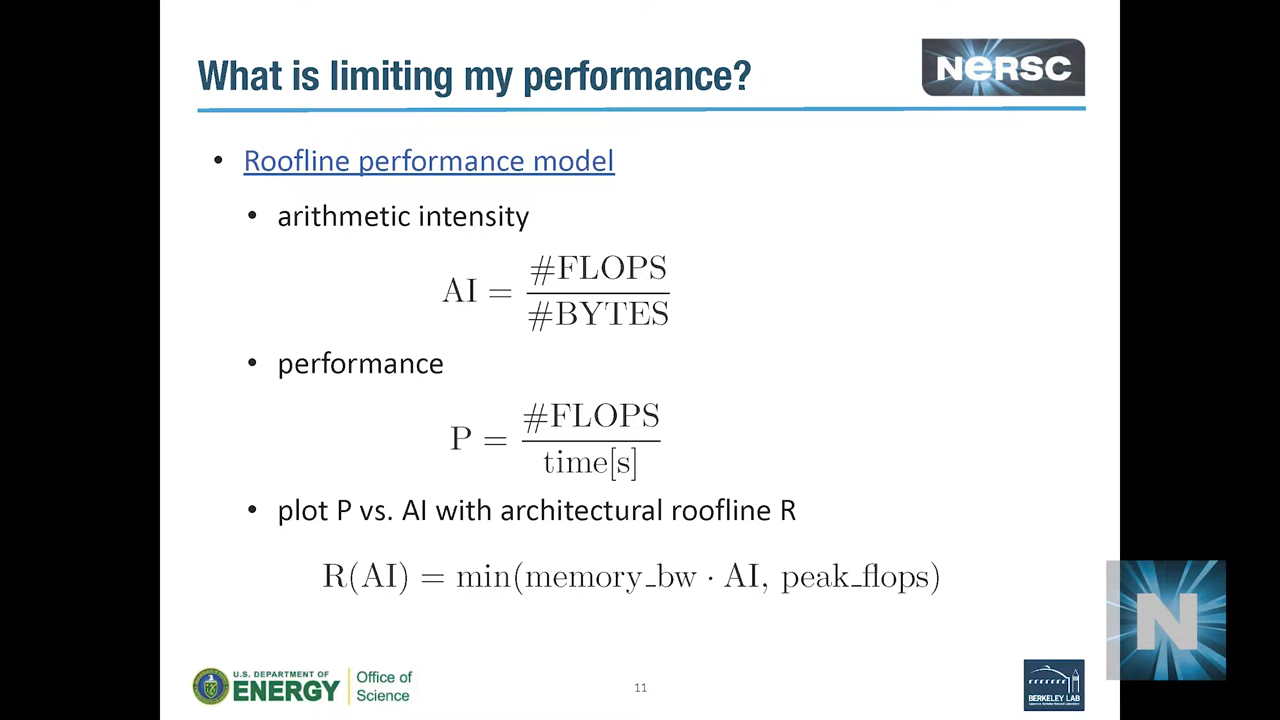 What is limiting my performance?
NERSC
• Roofline performance model
• arithmetic intensity
AI = #FLOPS / #BYTES
• performance
P = #FLOPS / time[s]
• plot P vs. AI with architectural roofline R
R(AI) = min(memory_bw · AI, peak_flops)
N
U.S. DEPARTMENT OF
ENERGY
Office of
Science
11
BERKELEY LAB